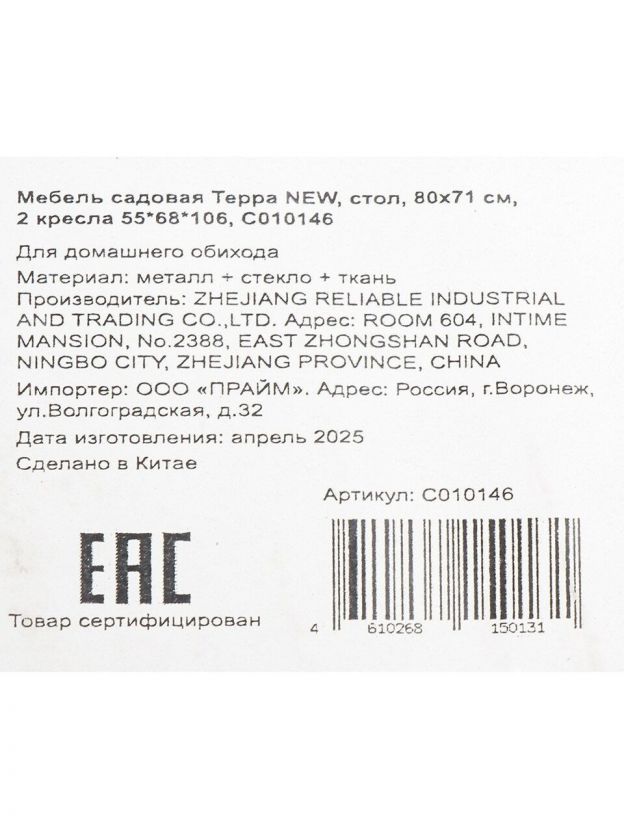 Мебель садовая Терра NEW, стол, 80x71 см,
2 кресла 55*68*106, С010146
Для домашнего обихода
Материал: металл + стекло + ткань
Производитель: ZHEJIANG RELIABLE INDUSTRIAL
AND TRADING CO.,LTD. Адрес: ROOM 604, INTIME
MANSION, No.2388, EAST ZHONGSHAN ROAD,
NINGBO CITY, ZHEJIANG PROVINCE, CHINA
Импортер: ООО «ПРАЙМ». Адрес: Россия, г.Воронеж,
ул.Волгоградская, д.32
Дата изготовления: апрель 2025
Сделано в Китае
Артикул: С010146
EAC
Товар сертифицирован
4 610268 150131